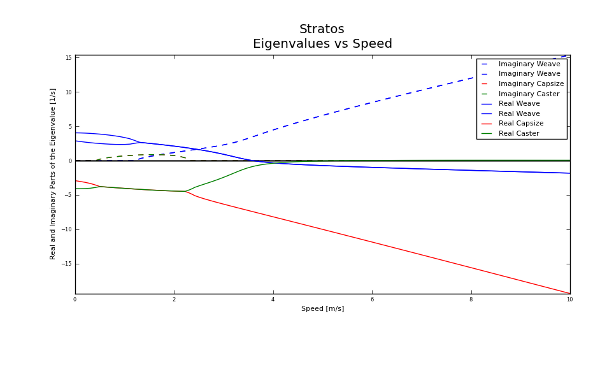 Stratos
Eigenvalues vs Speed
Real and Imaginary Parts of the Eigenvalue [1/s]
15
10
5
0
−5
−10
−15
Imaginary Weave
Imaginary Weave
Imaginary Capsize
Imaginary Caster
Real Weave
Real Weave
Real Capsize
Real Caster
0
2
4
6
8
10
Speed [m/s]